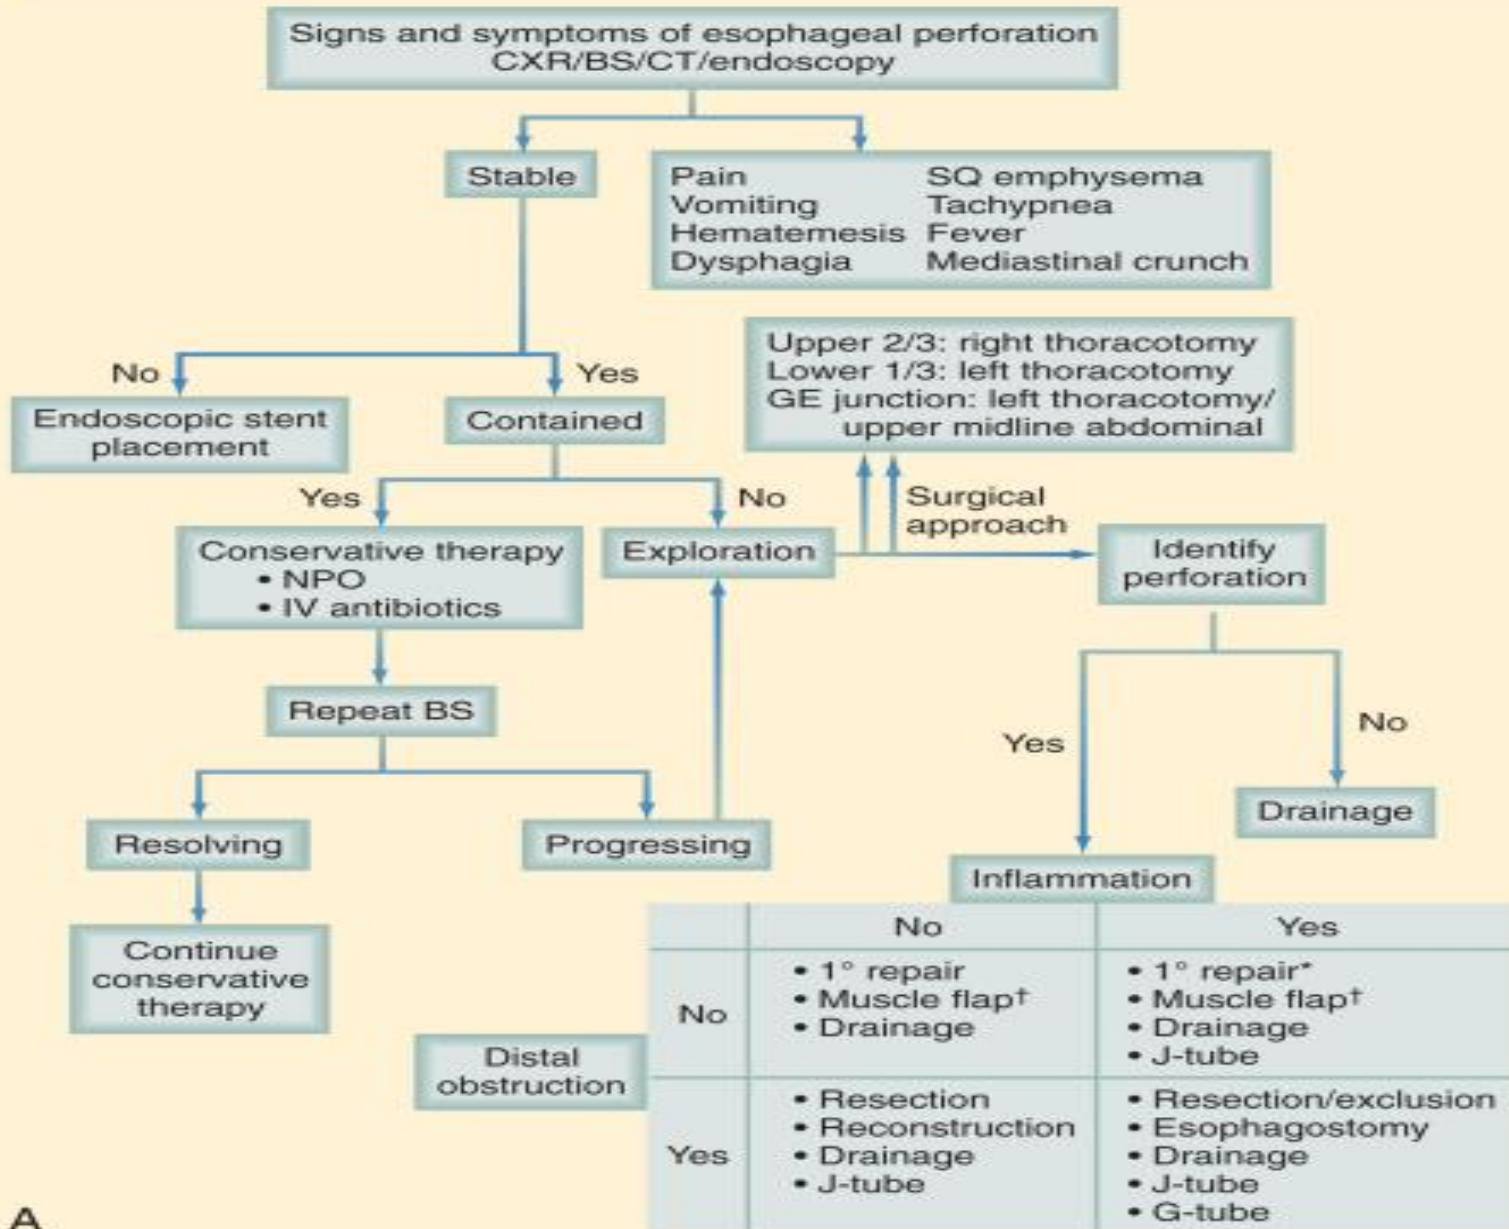 Signs and symptoms of esophageal perforation
CXR/BS/CT/endoscopy
Stable
Pain SQ emphysema
Vomiting Tachypnea
Hematemesis Fever
Dysphagia Mediastinal crunch
No
Yes
Endoscopic stent
placement
Contained
Upper 2/3: right thoracotomy
Lower 1/3: left thoracotomy
GE junction: left thoracotomy/
upper midline abdominal
Yes
No
Surgical
approach
Conservative therapy
• NPO
• IV antibiotics
Exploration
Identify
perforation
Repeat BS
Yes
No
Resolving
Progressing
Drainage
Inflammation
Continue
conservative
therapy
No Yes
No
• 1° repair
• Muscle flap†
• Drainage
• 1° repair*
• Muscle flap†
• Drainage
• J-tube
Distal
obstruction
Yes
• Resection
• Reconstruction
• Drainage
• J-tube
• Resection/exclusion
• Esophagostomy
• Drainage
• J-tube
• G-tube
A